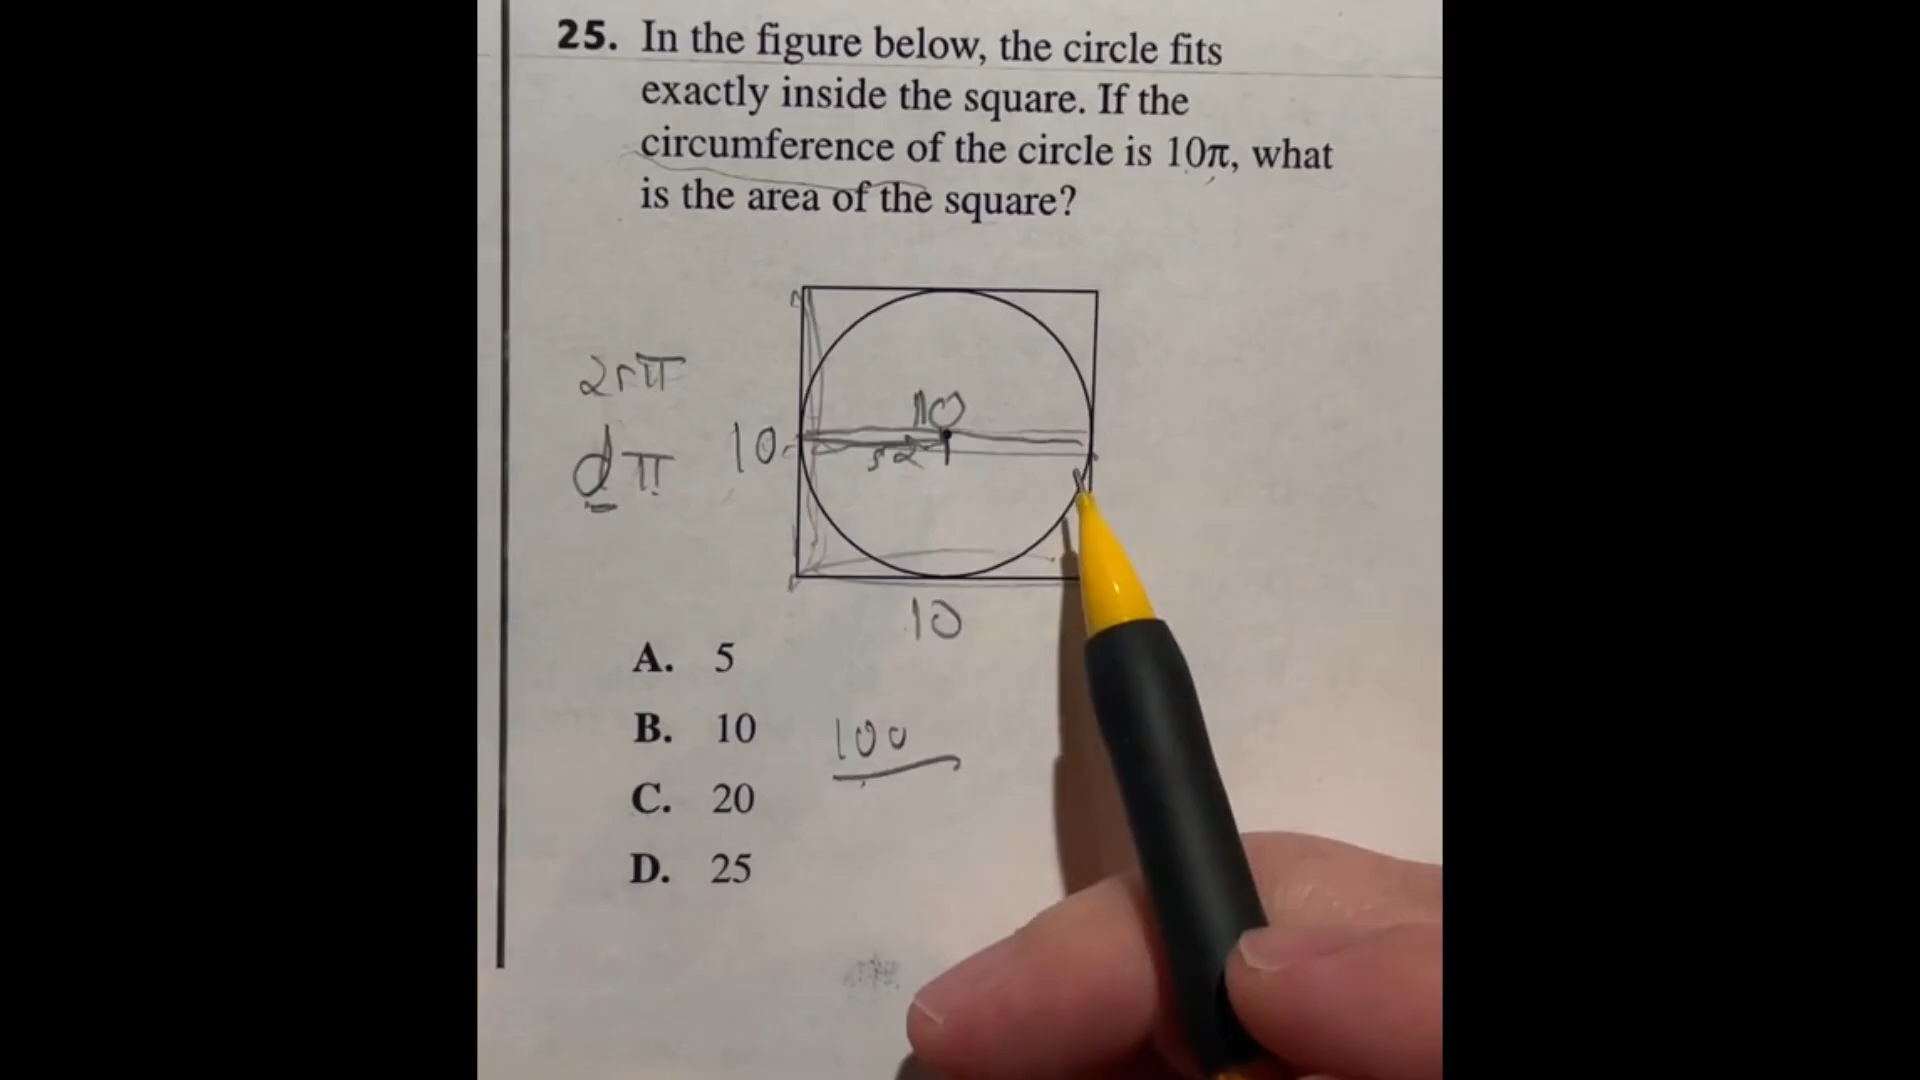 25. In the figure below, the circle fits
exactly inside the square. If the
circumference of the circle is 10π, what
is the area of the square?
2rπ
dπ
10
10
10
A. 5
B. 10
C. 20
D. 25
100